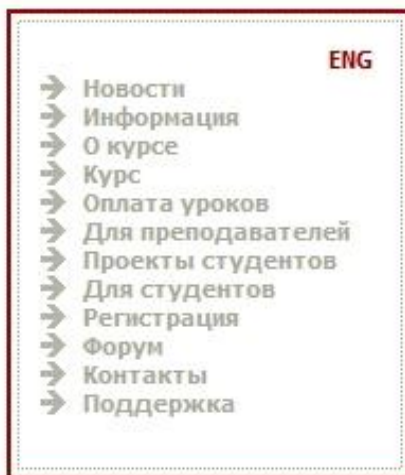 ENG
Новости
Информация
О курсе
Курс
Оплата уроков
Для преподавателей
Проекты студентов
Для студентов
Регистрация
Форум
Контакты
Поддержка